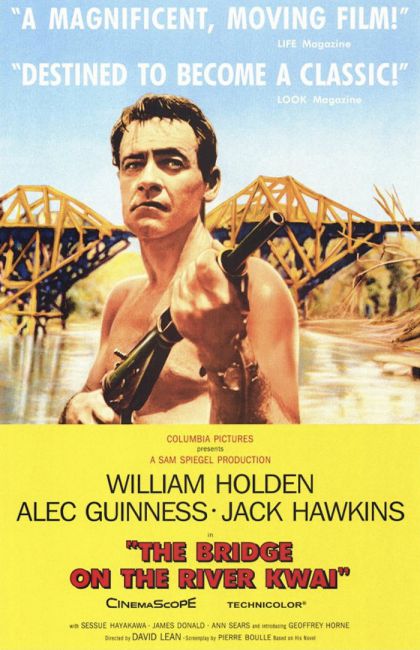 "A MAGNIFICENT, MOVING FILM!"
LIFE Magazine
"DESTINED TO BECOME A CLASSIC!"
LOOK Magazine
COLUMBIA PICTURES
presents
A SAM SPIEGEL PRODUCTION
WILLIAM HOLDEN
ALEC GUINNESS · JACK HAWKINS
in
"THE BRIDGE
ON THE RIVER KWAI"
CINEMASCOPE TECHNICOLOR®
with SESSUE HAYAKAWA · JAMES DONALD · ANN SEARS and introducing GEOFFREY HORNE
Directed by DAVID LEAN · Screenplay by PIERRE BOULLE Based on His Novel